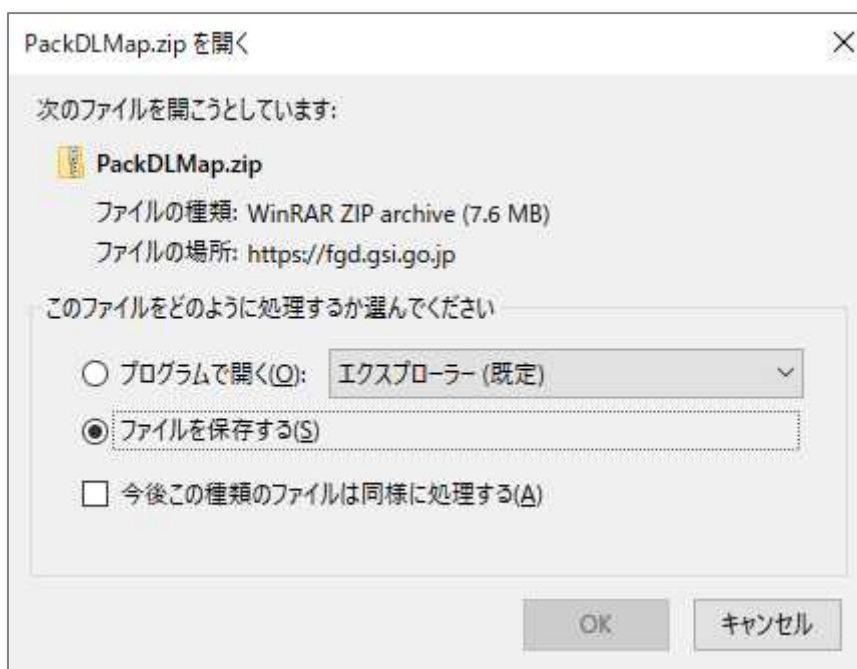 PackDLMap.zip を開く
次のファイルを開こうとしています:
PackDLMap.zip
ファイルの種類: WinRAR ZIP archive (7.6 MB)
ファイルの場所: https://fgd.gsi.go.jp
このファイルをどのように処理するか選んでください
プログラムで開く(O): エクスプローラー (既定)
ファイルを保存する(S)
今後この種類のファイルは同様に処理する(A)
OK キャンセル